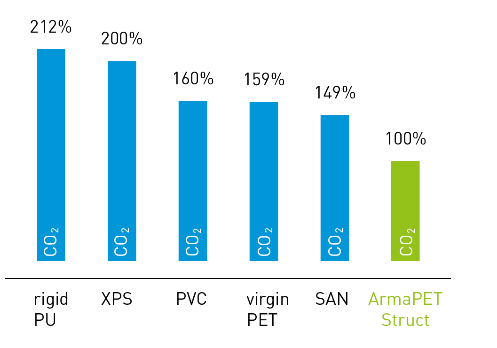 212%
200%
160%
159%
149%
100%
CO₂
CO₂
CO₂
CO₂
CO₂
CO₂
rigid
PU
XPS
PVC
virgin
PET
SAN
ArmaPET
Struct